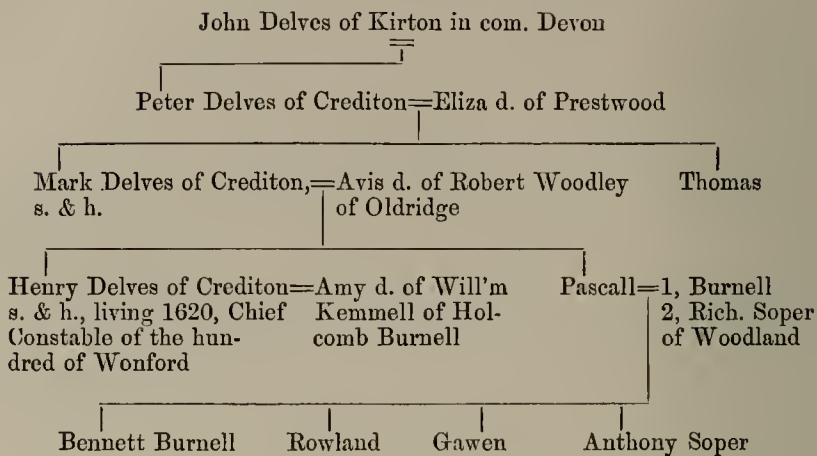 John Delves of Kirton in com. Devon
Peter Delves of Crediton=Eliza d. of Prestwood
Mark Delves of Crediton,=Avis d. of Robert Woodley
s. & h.
of Oldridge
Thomas
Henry Delves of Crediton=Amy d. of Will'm
s. & h., living 1620, Chief
Constable of the hun-
dred of Wonford
Kemmell of Hol-
comb Burnell
Pascall=1, Burnell
2, Rich. Soper
of Woodland
Bennett Burnell Rowland Gawen Anthony Soper